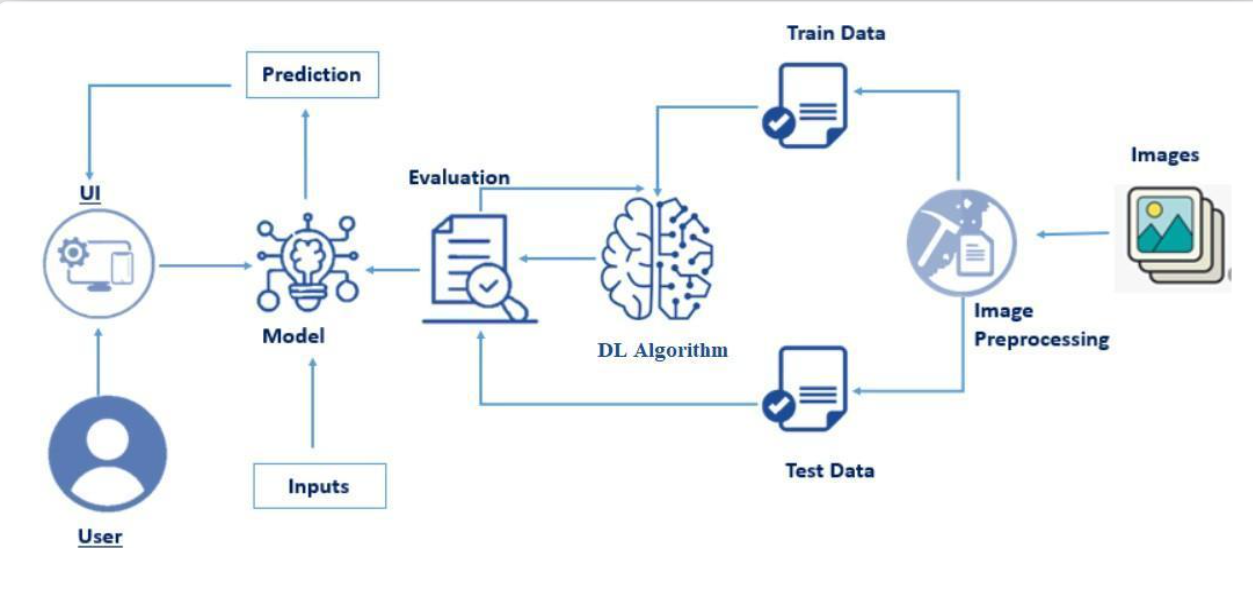 Train Data
Prediction
Images
Evaluation
UI
Image
Preprocessing
Model
DL Algorithm
Test Data
Inputs
User